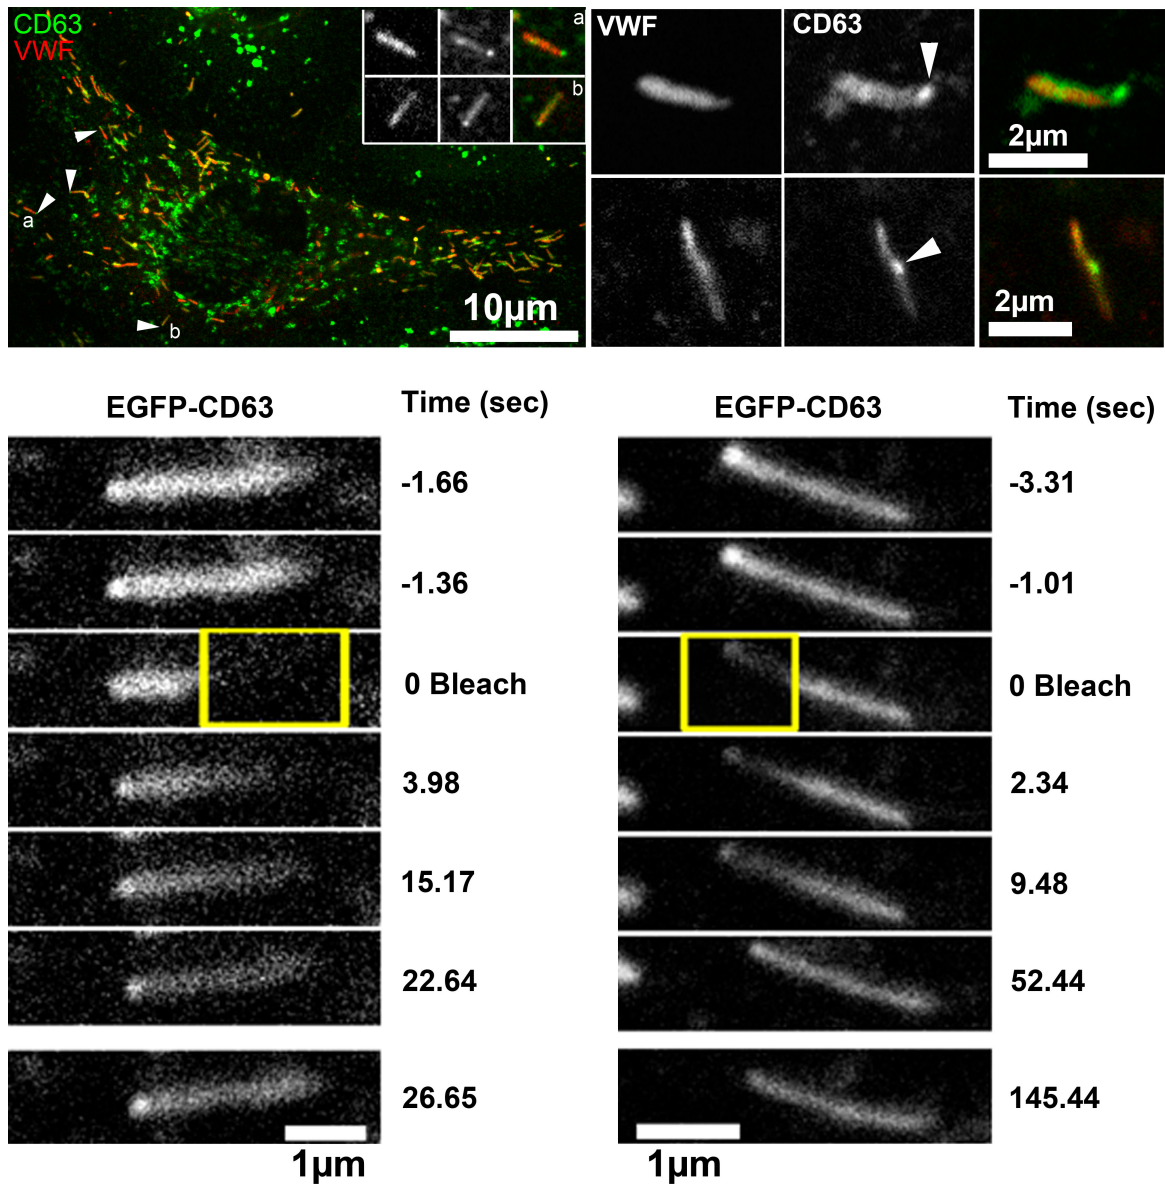 CD63
VWF
a
b
a
b
10µm
VWF
CD63
2µm
2µm
EGFP-CD63
Time (sec)
-1.66
-1.36
0 Bleach
3.98
15.17
22.64
26.65
1µm
EGFP-CD63
Time (sec)
-3.31
-1.01
0 Bleach
2.34
9.48
52.44
145.44
1µm